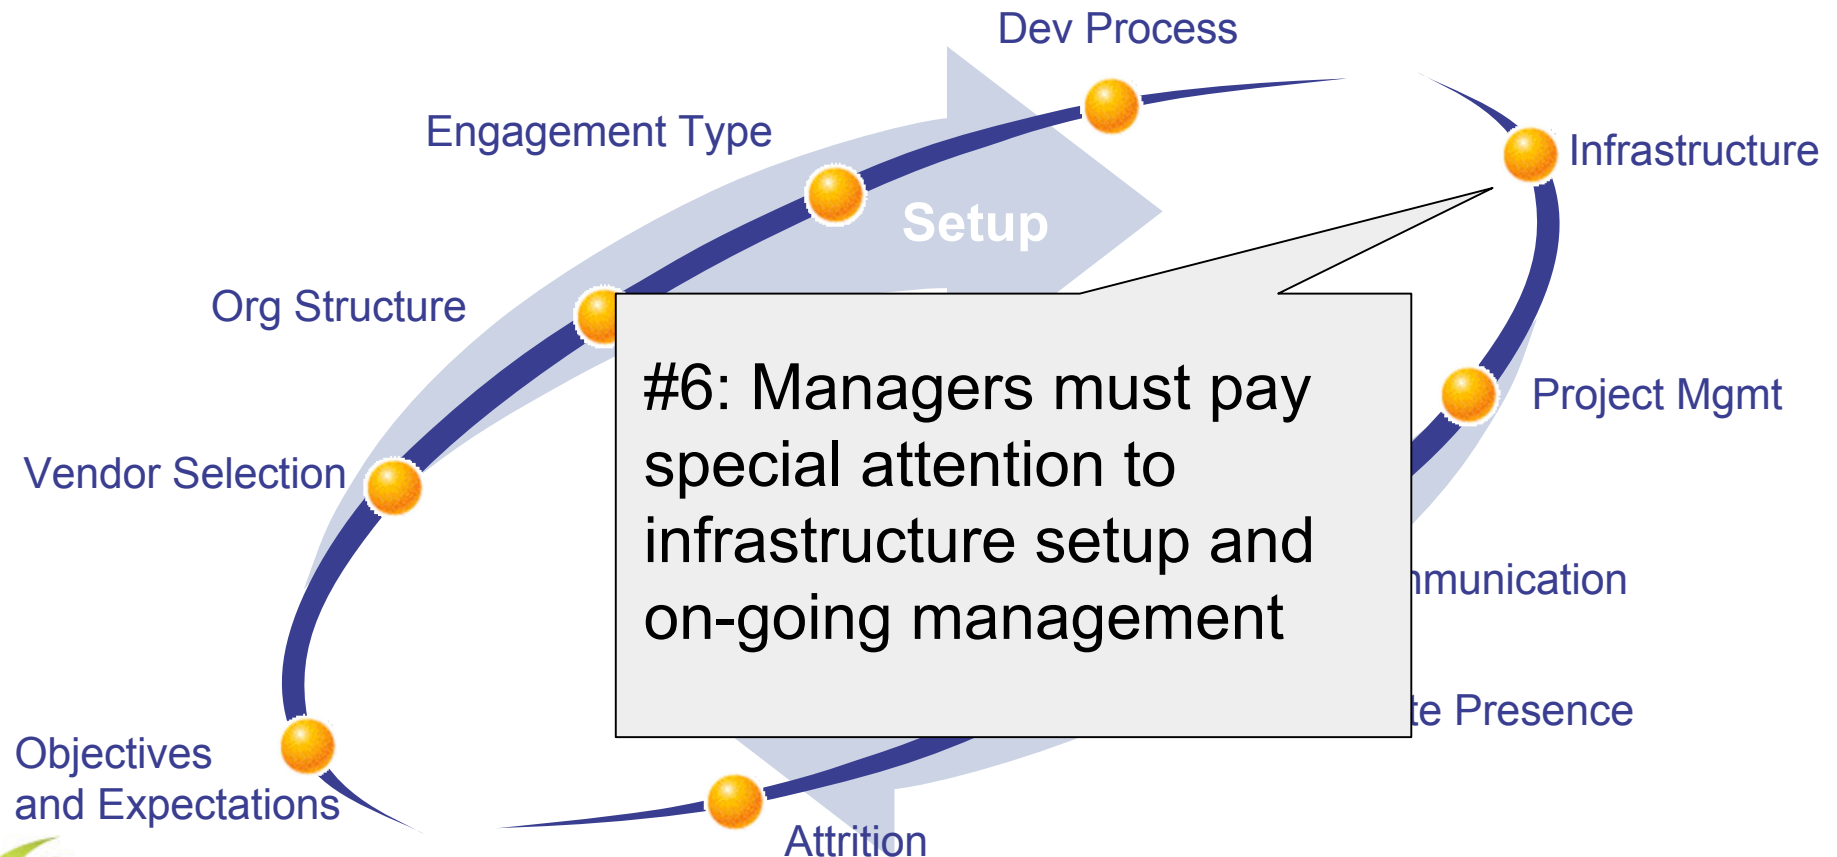 Dev Process
Engagement Type
Infrastructure
Setup
Org Structure
#6: Managers must pay
special attention to
infrastructure setup and
on-going management
Project Mgmt
Vendor Selection
Presence
Objectives
and Expectations
Attrition